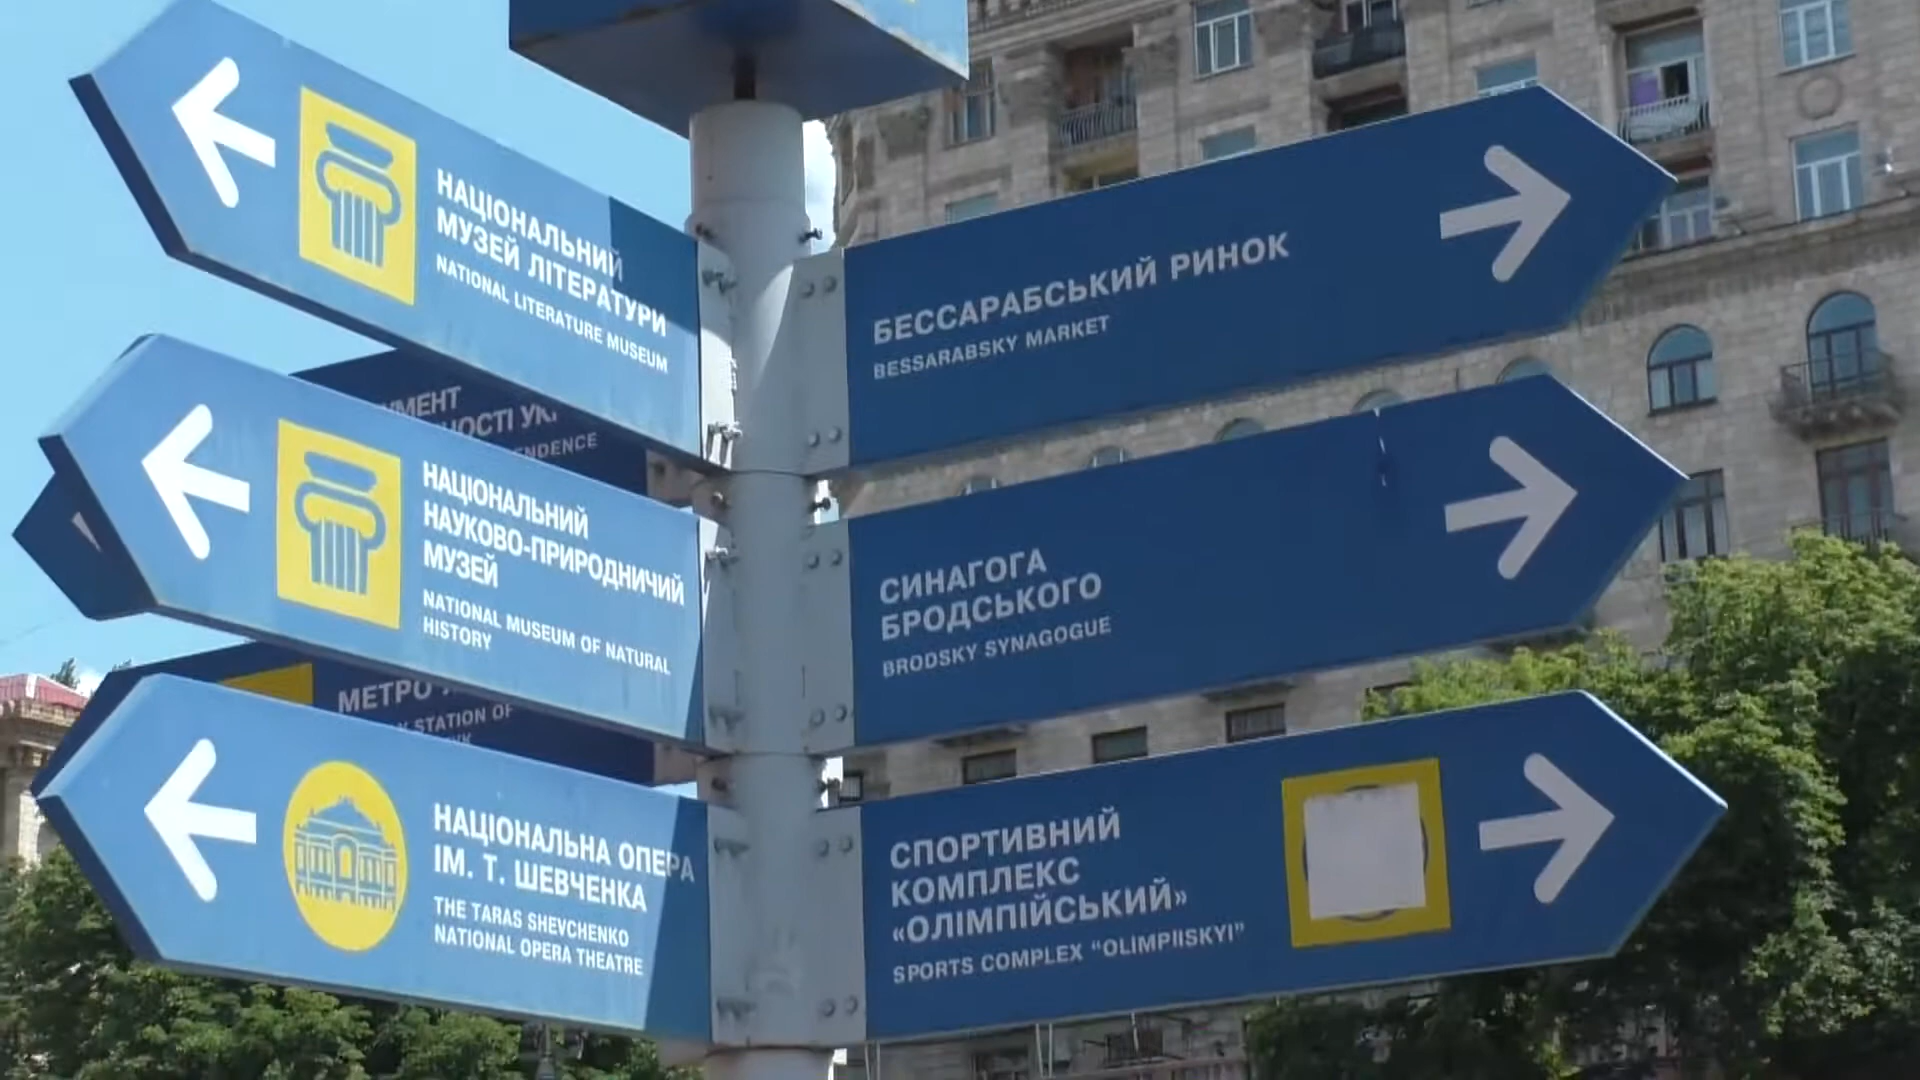 НАЦІОНАЛЬНИЙ
МУЗЕЙ ЛІТЕРАТУРИ
NATIONAL LITERATURE MUSEUM
НАЦІОНАЛЬНИЙ
НАУКОВО-ПРИРОДНИЧИЙ
МУЗЕЙ
NATIONAL MUSEUM OF NATURAL
HISTORY
МЕТРО
STATION OF
НАЦІОНАЛЬНА ОПЕРА
ІМ. Т. ШЕВЧЕНКА
THE TARAS SHEVCHENKO
NATIONAL OPERA THEATRE
БЕССАРАБСЬКИЙ РИНОК
BESSARABSKY MARKET
СИНАГОГА
БРОДСЬКОГО
BRODSKY SYNAGOGUE
СПОРТИВНИЙ
КОМПЛЕКС
«ОЛІМПІЙСЬКИЙ»
SPORTS COMPLEX “OLIMPIISKYI”